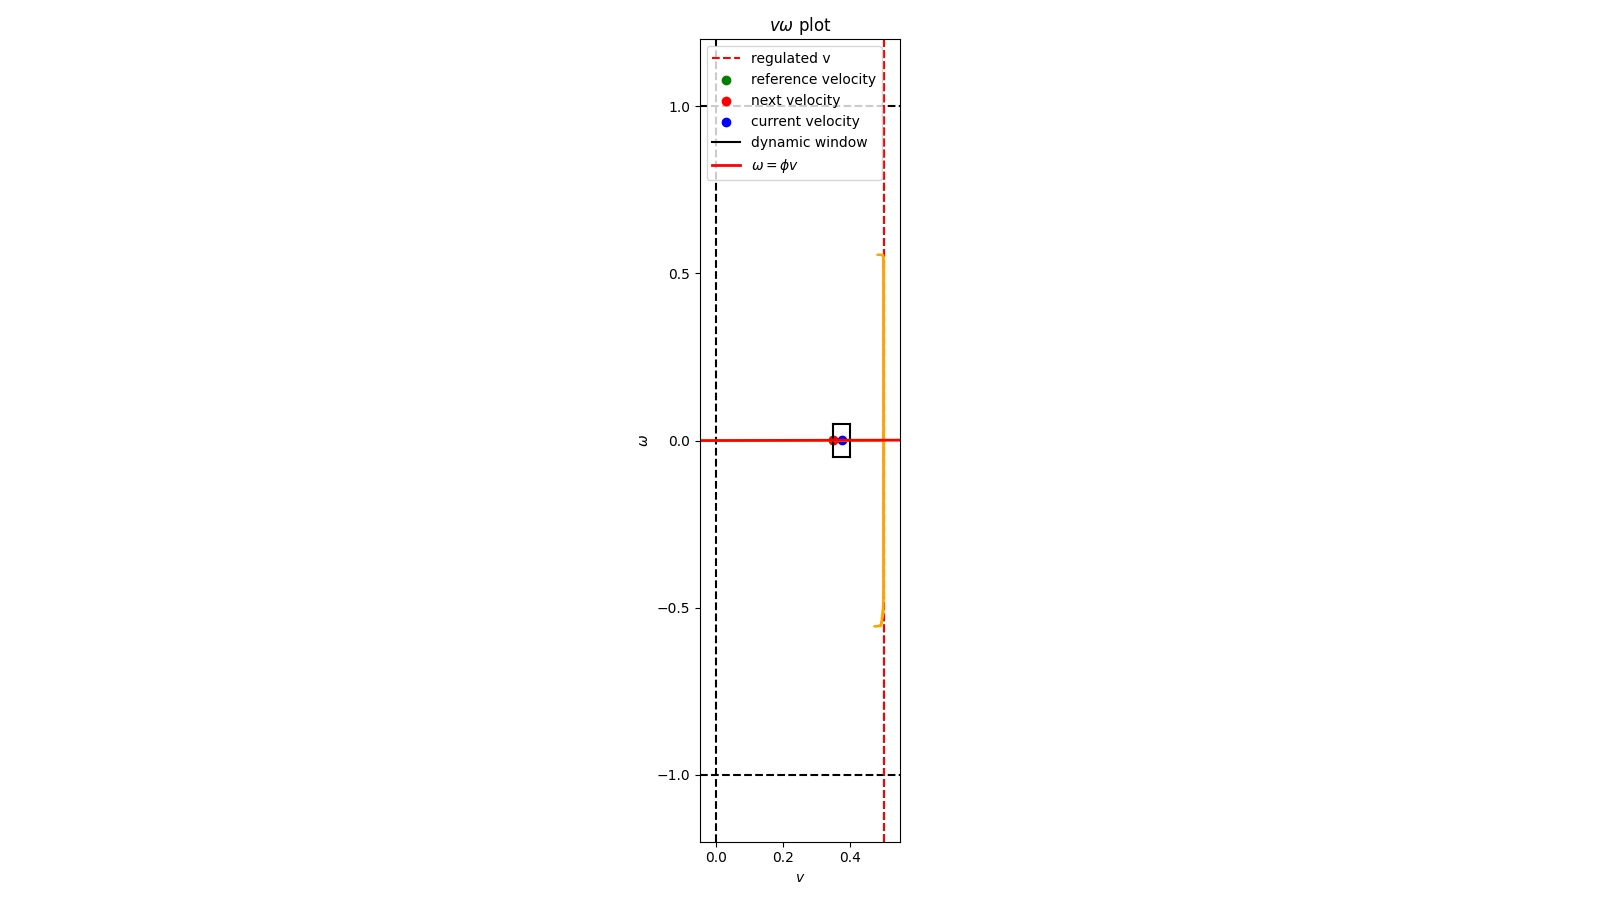 vω plot
regulated v
reference velocity
next velocity
current velocity
dynamic window
ω = ϕv
1.0
0.5
0.0
−0.5
−1.0
ω
0.0 0.2 0.4
v